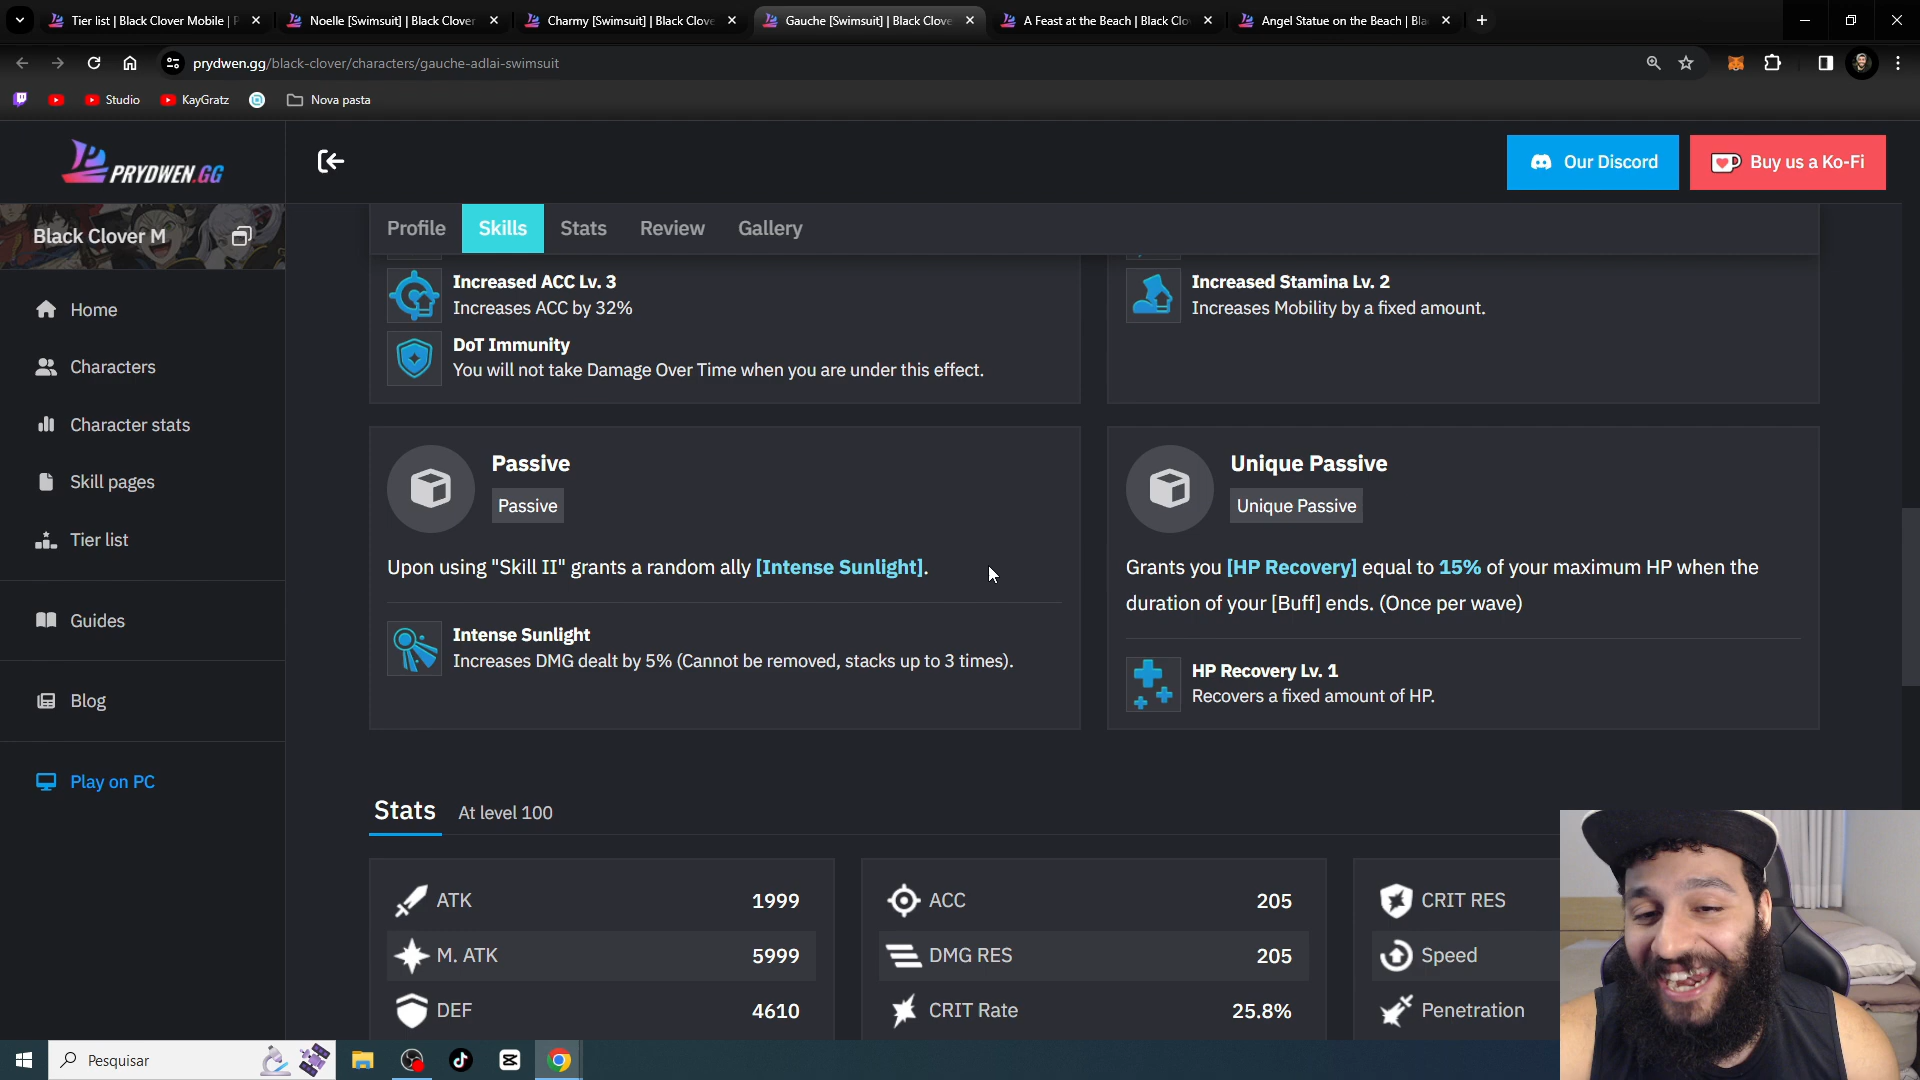 Tier list | Black Clover Mobile | P
Noelle [Swimsuit] | Black Clover
Charmy [Swimsuit] | Black Clove
Gauche [Swimsuit] | Black Clove
A Feast at the Beach | Black Clo
Angel Statue on the Beach | Bla
prydwen.gg/black-clover/characters/gauche-adlai-swimsuit
Studio
KayGratz
Nova pasta
PRYDWEN.GG
Our Discord
Buy us a Ko-Fi
Black Clover M
Profile
Skills
Stats
Review
Gallery
Home
Characters
Character stats
Skill pages
Tier list
Guides
Blog
Play on PC
Increased ACC Lv. 3
Increases ACC by 32%
DoT Immunity
You will not take Damage Over Time when you are under this effect.
Increased Stamina Lv. 2
Increases Mobility by a fixed amount.
Passive
Passive
Upon using "Skill II" grants a random ally [Intense Sunlight].
Intense Sunlight
Increases DMG dealt by 5% (Cannot be removed, stacks up to 3 times).
Unique Passive
Unique Passive
Grants you [HP Recovery] equal to 15% of your maximum HP when the
duration of your [Buff] ends. (Once per wave)
HP Recovery Lv. 1
Recovers a fixed amount of HP.
Stats At level 100
ATK 1999
M. ATK 5999
DEF 4610
ACC 205
DMG RES 205
CRIT Rate 25.8%
CRIT RES
Speed
Penetration
Pesquisar